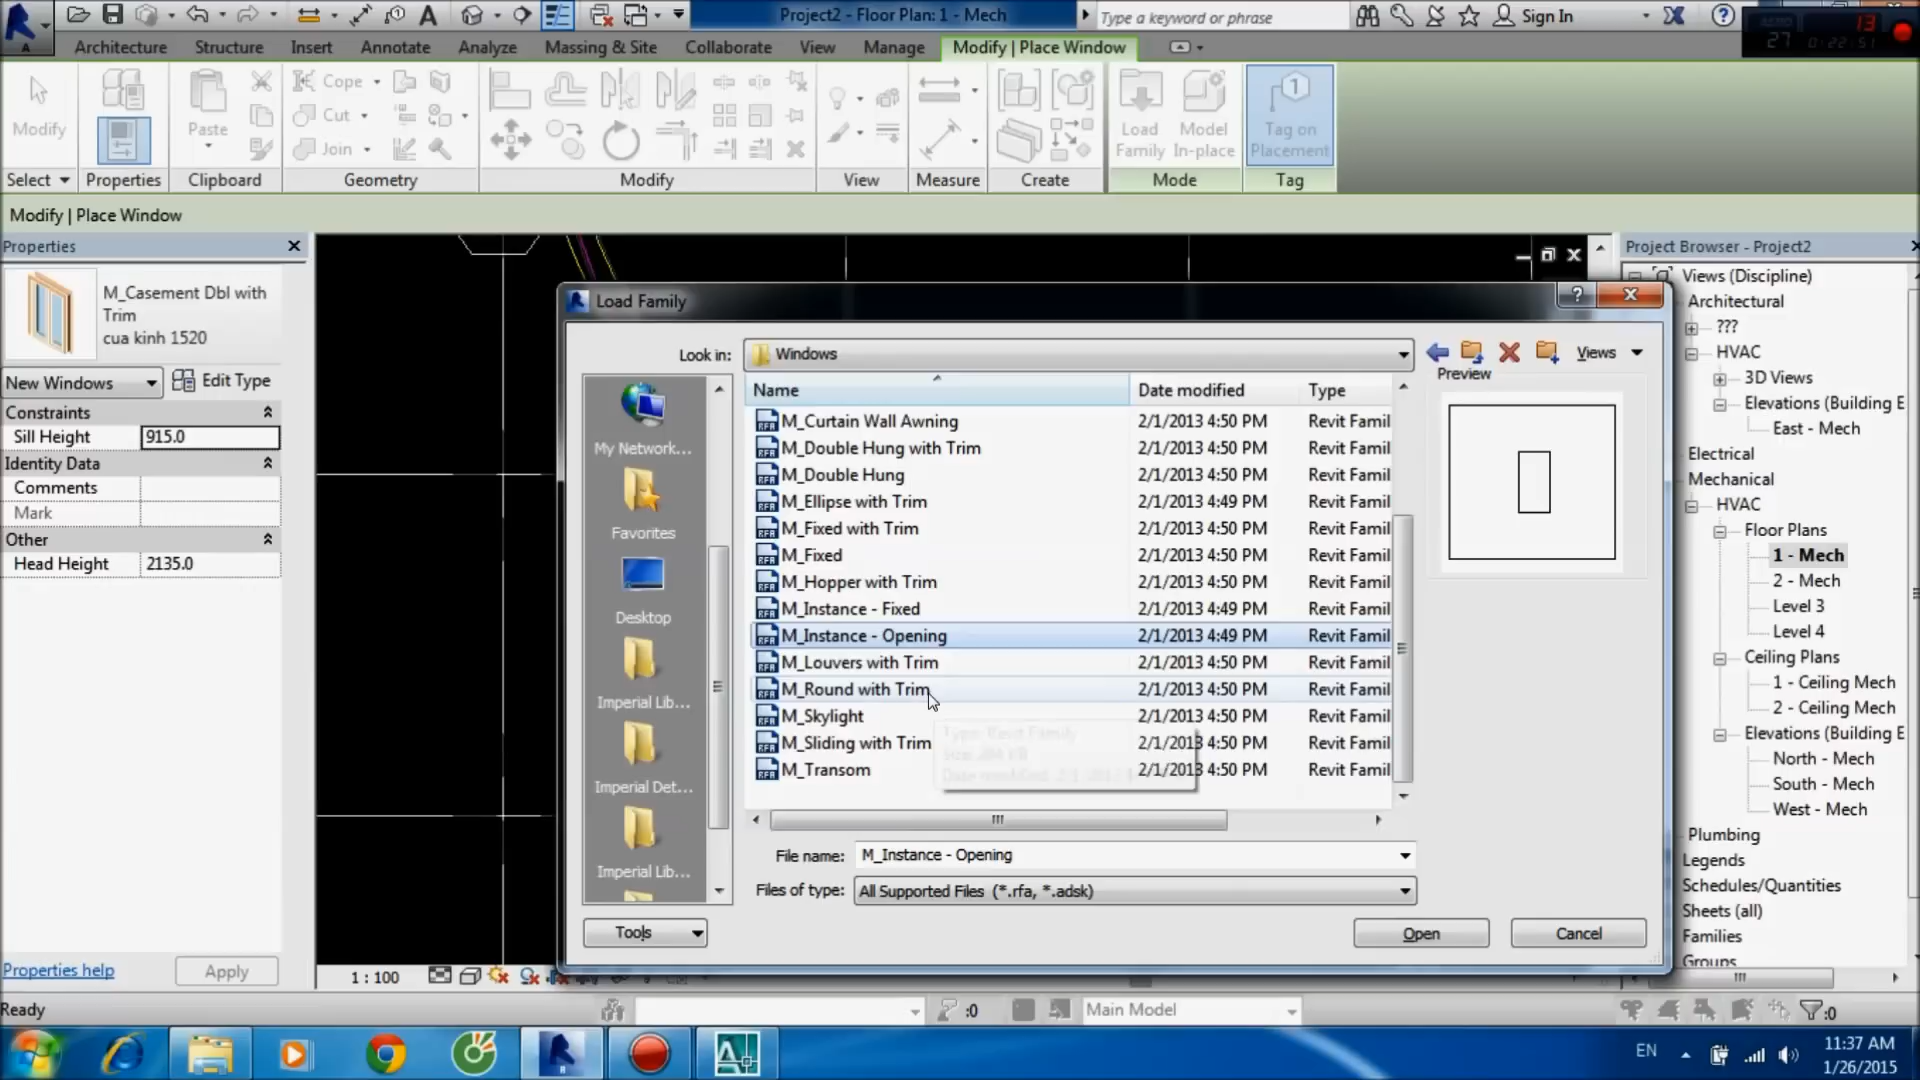 Project2 - Floor Plan: 1 - Mech
Type a keyword or phrase
Sign In
13
27
0:22:51
Architecture
Structure
Insert
Annotate
Analyze
Massing & Site
Collaborate
View
Manage
Modify | Place Window
Modify
Paste
Cope
Cut
Join
Load Family
Model In-place
Tag on Placement
Select
Properties
Clipboard
Geometry
Modify
View
Measure
Create
Mode
Tag
Modify | Place Window
Properties
M_Casement Dbl with Trim
cua kinh 1520
New Windows
Edit Type
Constraints
Sill Height 915.0
Identity Data
Comments
Mark
Other
Head Height 2135.0
Properties help
Apply
Load Family
Look in: Windows
Views
Preview
Name Date modified Type
M_Curtain Wall Awning 2/1/2013 4:50 PM Revit Famil
M_Double Hung with Trim 2/1/2013 4:50 PM Revit Famil
M_Double Hung 2/1/2013 4:50 PM Revit Famil
M_Ellipse with Trim 2/1/2013 4:49 PM Revit Famil
M_Fixed with Trim 2/1/2013 4:50 PM Revit Famil
M_Fixed 2/1/2013 4:50 PM Revit Famil
M_Hopper with Trim 2/1/2013 4:50 PM Revit Famil
M_Instance - Fixed 2/1/2013 4:49 PM Revit Famil
M_Instance - Opening 2/1/2013 4:49 PM Revit Famil
M_Louvers with Trim 2/1/2013 4:50 PM Revit Famil
M_Round with Trim 2/1/2013 4:50 PM Revit Famil
M_Skylight 2/1/2013 4:50 PM Revit Famil
M_Sliding with Trim 2/1/2013 4:50 PM Revit Famil
M_Transom 2/1/2013 4:50 PM Revit Famil
Type: Revit Family
My Network...
Favorites
Desktop
Imperial Lib...
Imperial Det...
Imperial Lib...
File name: M_Instance - Opening
Files of type: All Supported Files (*.rfa, *.adsk)
Tools
Open
Cancel
Project Browser - Project2
Views (Discipline)
Architectural
???
HVAC
3D Views
Elevations (Building E
East - Mech
Electrical
Mechanical
HVAC
Floor Plans
1 - Mech
2 - Mech
Level 3
Level 4
Ceiling Plans
1 - Ceiling Mech
2 - Ceiling Mech
Elevations (Building E
North - Mech
South - Mech
West - Mech
Plumbing
Legends
Schedules/Quantities
Sheets (all)
Families
Groups
1 : 100
Ready
:0
Main Model
:0
EN
11:37 AM
1/26/2015